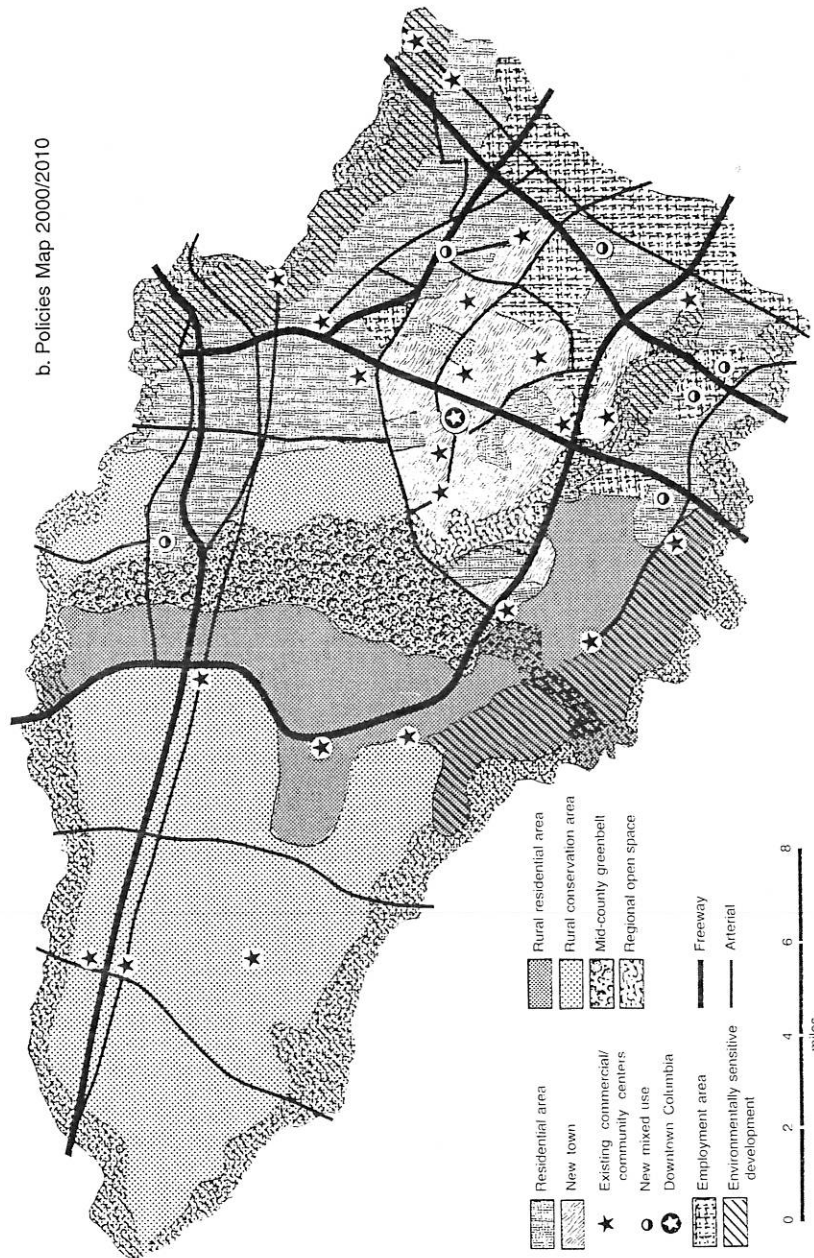 b. Policies Map 2000/2010
Residential area
New town
Existing commercial/
community centers
New mixed use
Downtown Columbia
Employment area
Environmentally sensitive
development
Rural residential area
Rural conservation area
Mid-county greenbelt
Regional open space
Freeway
Arterial
0 2 4 6 8
miles